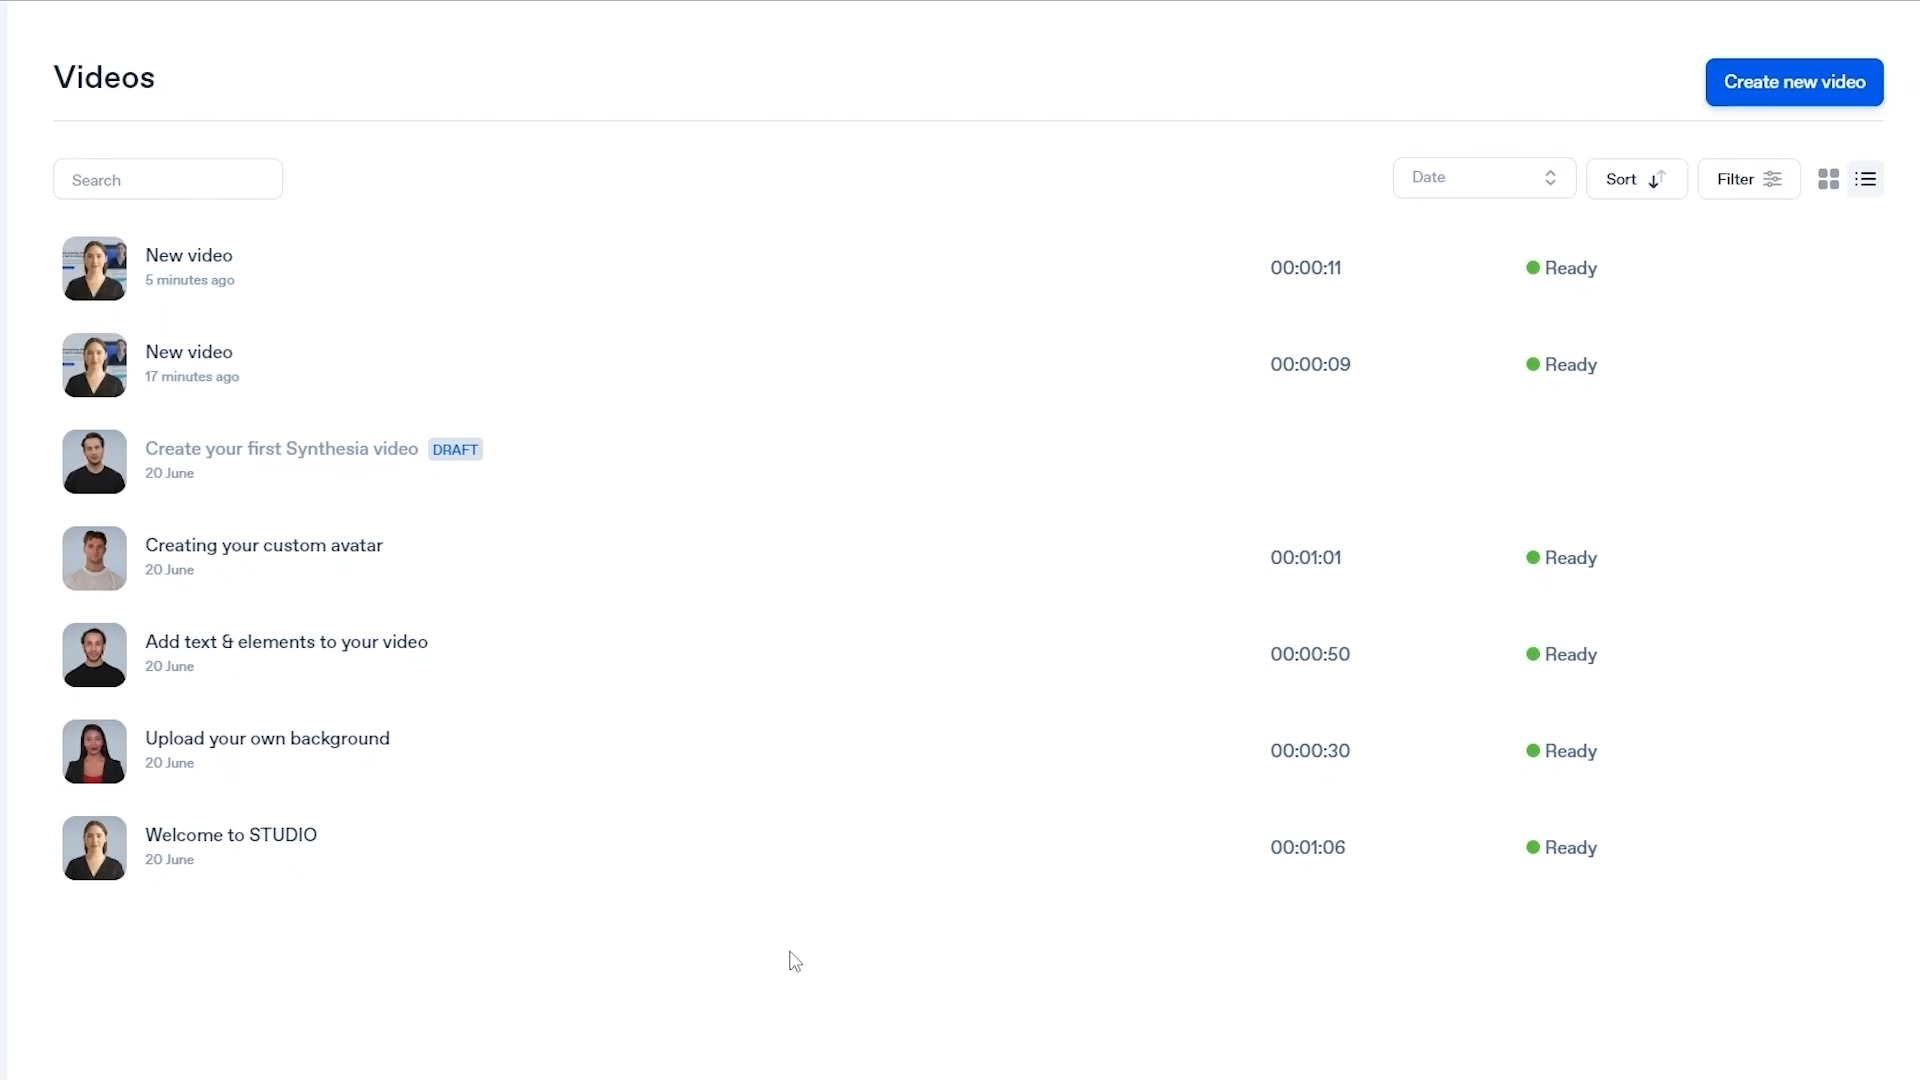 Videos
Create new video
Search
Date
Sort
Filter
New video
5 minutes ago
00:00:11
Ready
New video
17 minutes ago
00:00:09
Ready
Create your first Synthesia video DRAFT
20 June
Creating your custom avatar
20 June
00:01:01
Ready
Add text & elements to your video
20 June
00:00:50
Ready
Upload your own background
20 June
00:00:30
Ready
Welcome to STUDIO
20 June
00:01:06
Ready